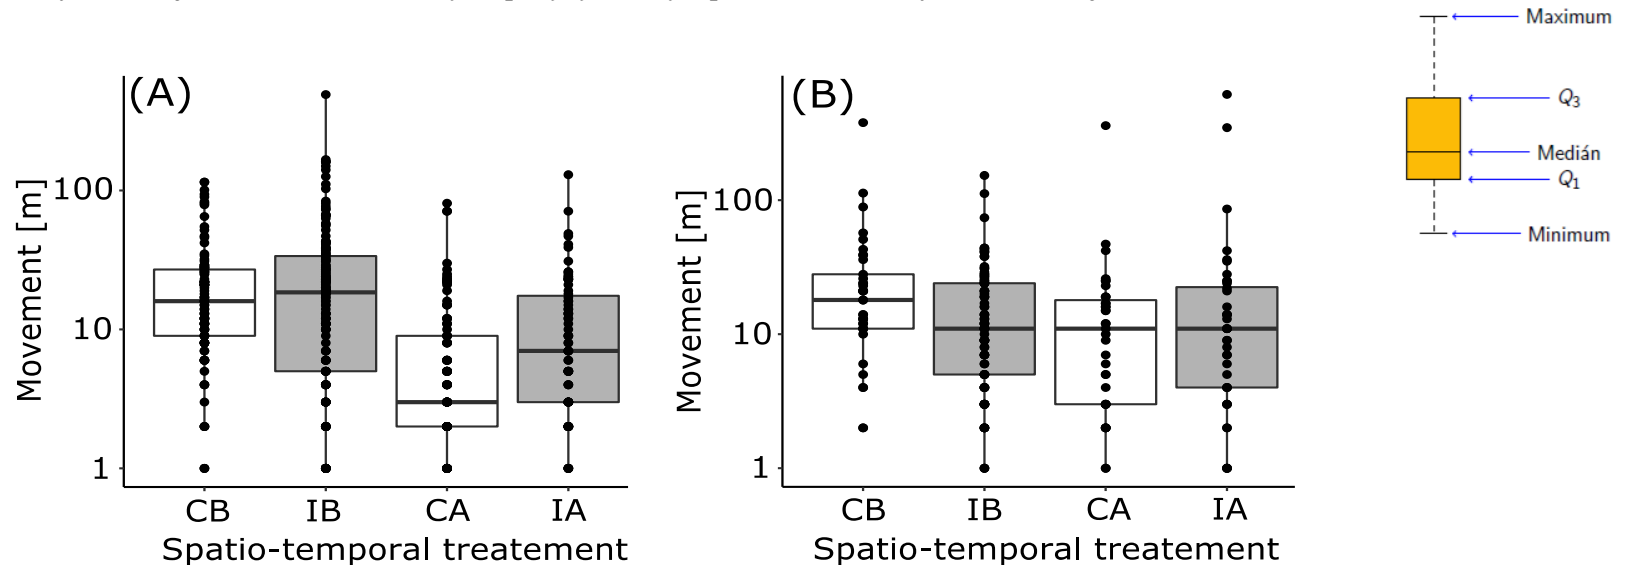 (A)
Movement [m]
100
10
1
CB IB CA IA
Spatio-temporal treatement
(B)
Movement [m]
100
10
1
CB IB CA IA
Spatio-temporal treatement
Maximum
Q3
Medián
Q1
Minimum